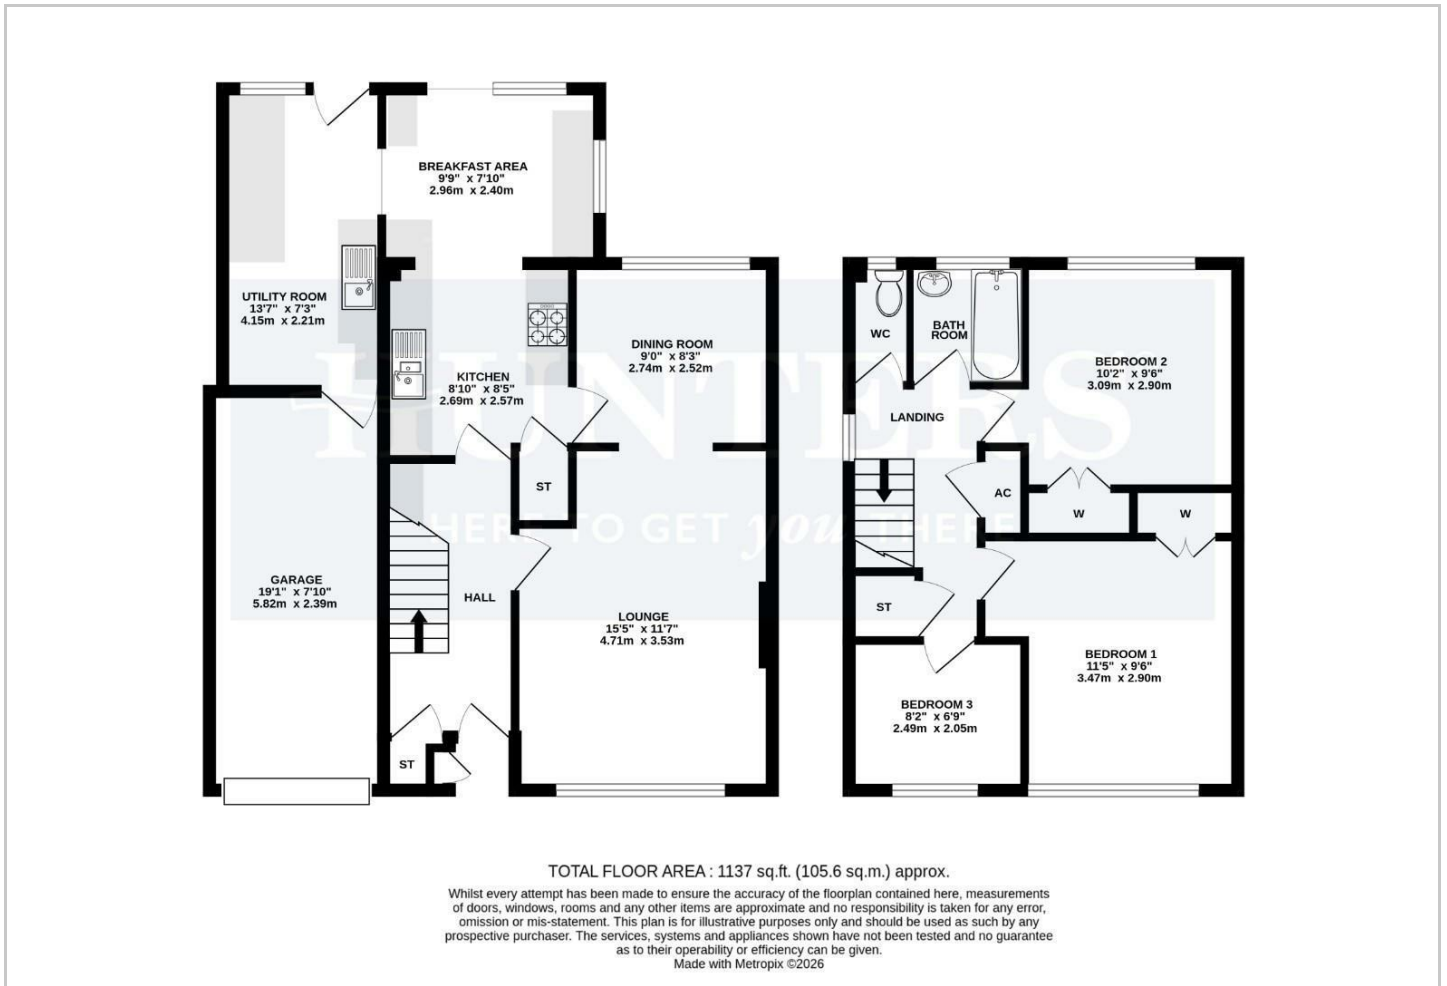 BREAKFAST AREA
9'9" x 7'10"
2.96m x 2.40m
UTILITY ROOM
13'7" x 7'3"
4.15m x 2.21m
KITCHEN
8'10" x 8'5"
2.69m x 2.57m
DINING ROOM
9'0" x 8'3"
2.74m x 2.52m
ST
GARAGE
19'1" x 7'10"
5.82m x 2.39m
HALL
LOUNGE
15'5" x 11'7"
4.71m x 3.53m
ST
WC
BATH
ROOM
BEDROOM 2
10'2" x 9'6"
3.09m x 2.90m
LANDING
AC
W
W
ST
BEDROOM 1
11'5" x 9'6"
3.47m x 2.90m
BEDROOM 3
8'2" x 6'9"
2.49m x 2.05m
HUNTERS
HERE TO GET you THERE
TOTAL FLOOR AREA : 1137 sq.ft. (105.6 sq.m.) approx.
Whilst every attempt has been made to ensure the accuracy of the floorplan contained here, measurements
of doors, windows, rooms and any other items are approximate and no responsibility is taken for any error,
omission or mis-statement. This plan is for illustrative purposes only and should be used as such by any
prospective purchaser. The services, systems and appliances shown have not been tested and no guarantee
as to their operability or efficiency can be given.
Made with Metropix ©2026